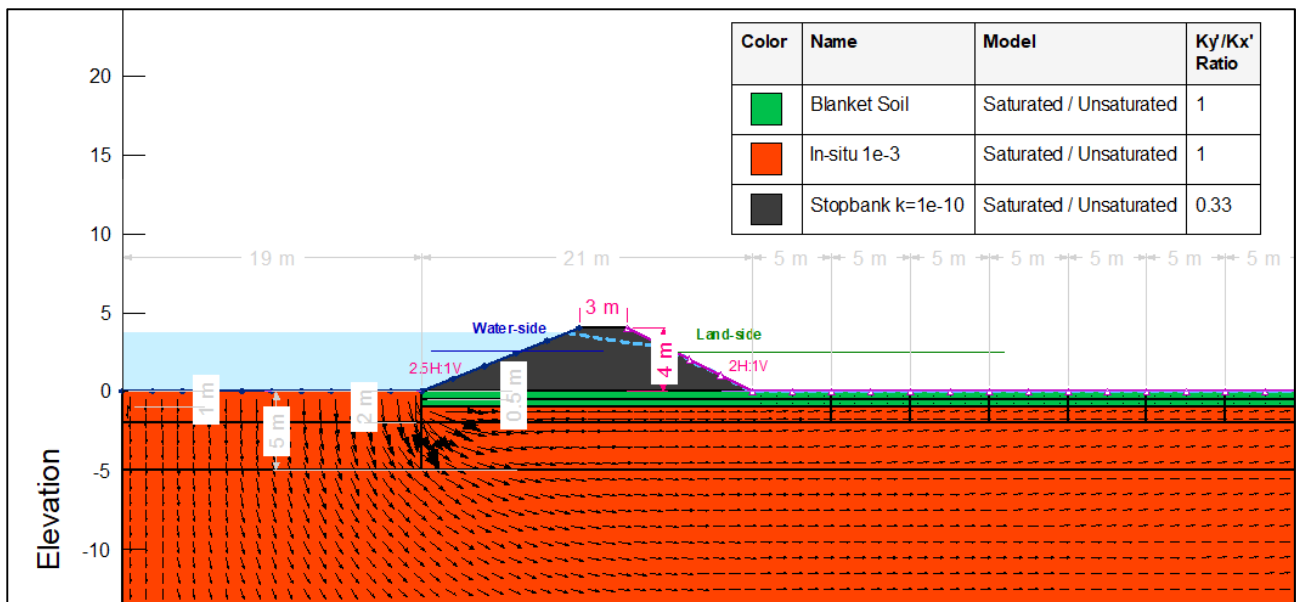 Color Name Model Ky'/Kx' Ratio
Blanket Soil Saturated / Unsaturated 1
In-situ 1e-3 Saturated / Unsaturated 1
Stopbank k=1e-10 Saturated / Unsaturated 0.33
20
15
10
19 m 21 m 5 m 5 m 5 m 5 m 5 m 5 m 5 m
5
3 m
Water-side
Land-side
4 m
2.5H:1V
2H:1V
0
1 m
5 m
2 m
0.5 m
-5
-10
Elevation